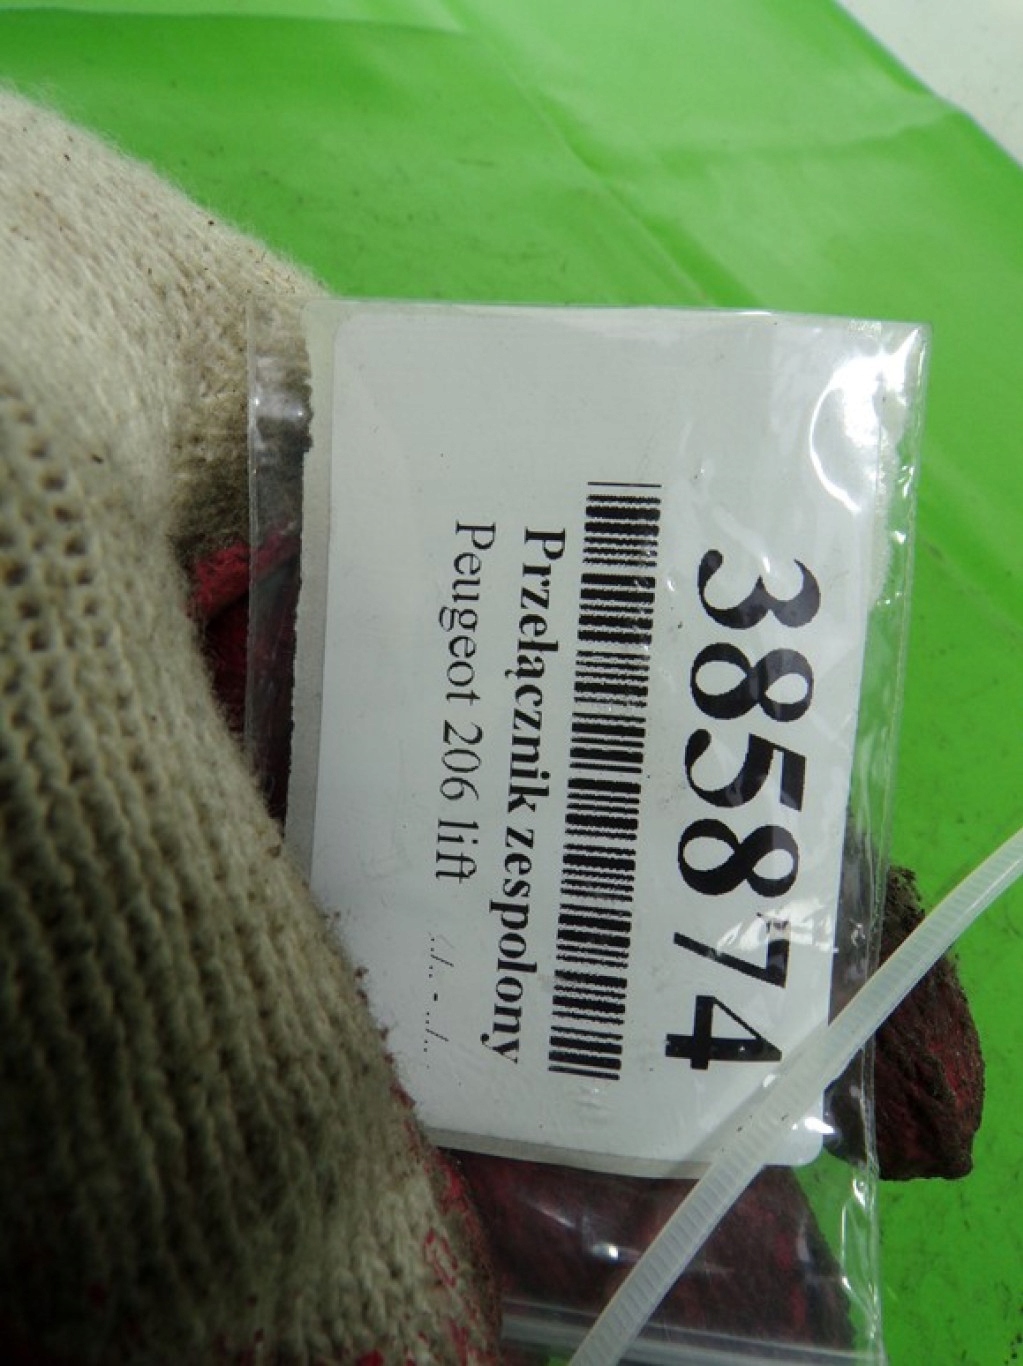 385874
Przełącznik zespolony
Peugeot 206 lift